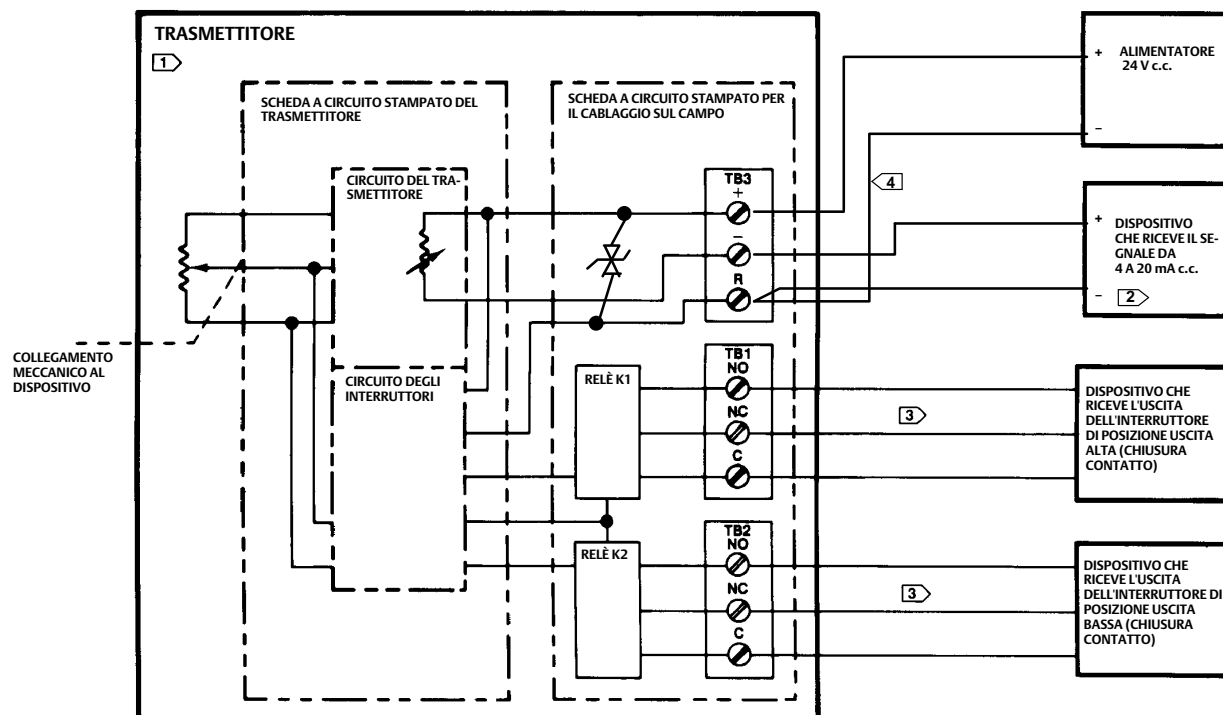 TRASMETTITORE
1
SCHEDA A CIRCUITO STAMPATO DEL
TRASMETTITORE
SCHEDA A CIRCUITO STAMPATO PER
IL CABLAGGIO SUL CAMPO
CIRCUITO DEL TRA-
SMETTITORE
TB3
+
−
R
4
+
ALIMENTATORE
24 V c.c.
−
+
DISPOSITIVO
CHE RICEVE IL SE-
GNALE DA
4 A 20 mA c.c.
−
2
COLLEGAMENTO
MECCANICO AL
DISPOSITIVO
CIRCUITO DEGLI
INTERRUTTORI
RELÈ K1
TB1
NO
NC
C
3
DISPOSITIVO CHE
RICEVE L'USCITA
DELL'INTERRUTTORE
DI POSIZIONE USCITA
ALTA (CHIUSURA
CONTATTO)
RELÈ K2
TB2
NO
NC
C
3
DISPOSITIVO CHE
RICEVE L'USCITA
DELL'INTERRUTTORE DI
POSIZIONE USCITA
BASSA (CHIUSURA
CONTATTO)